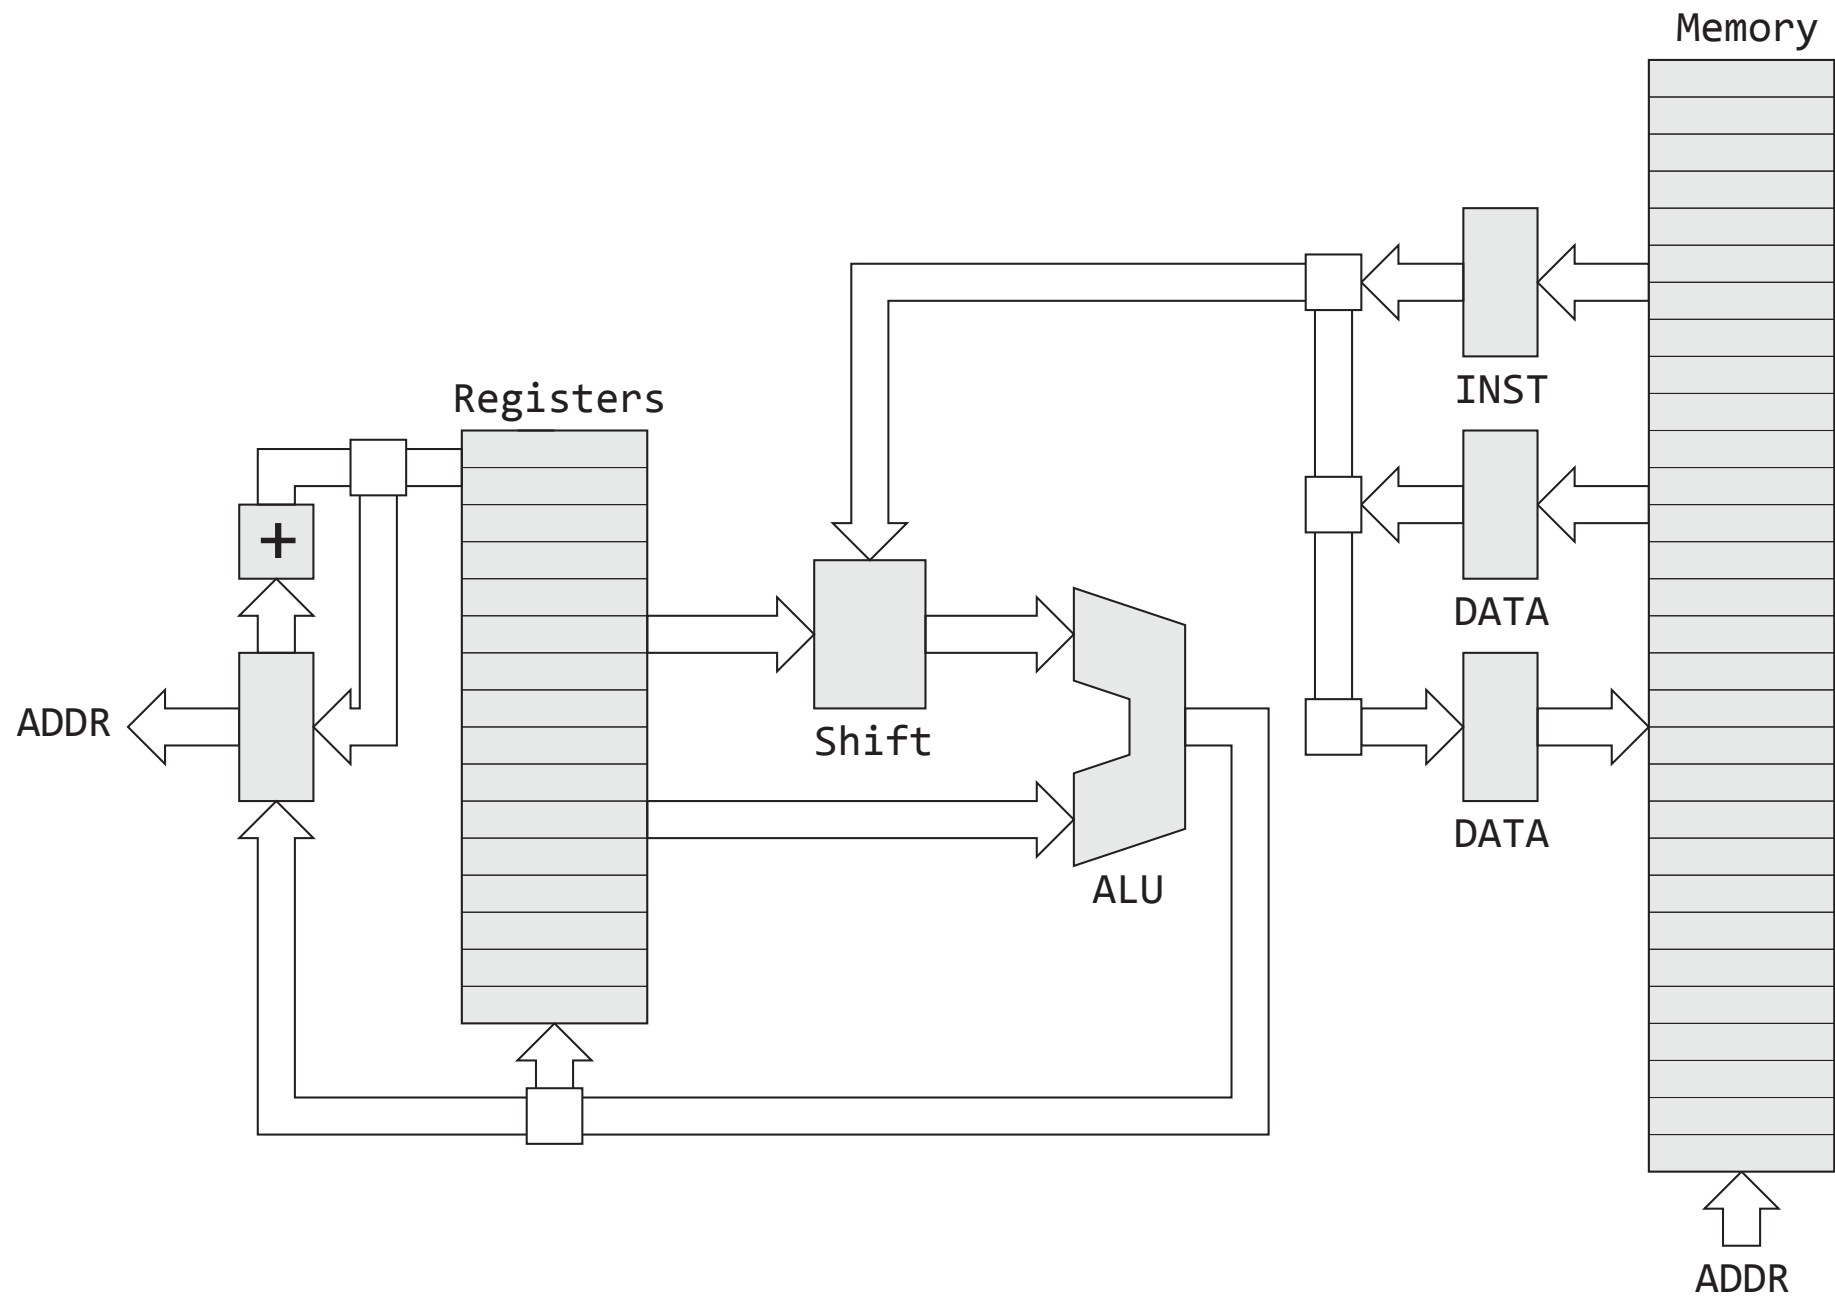 Memory
INST
Registers
+
DATA
ADDR
Shift
DATA
ALU
ADDR